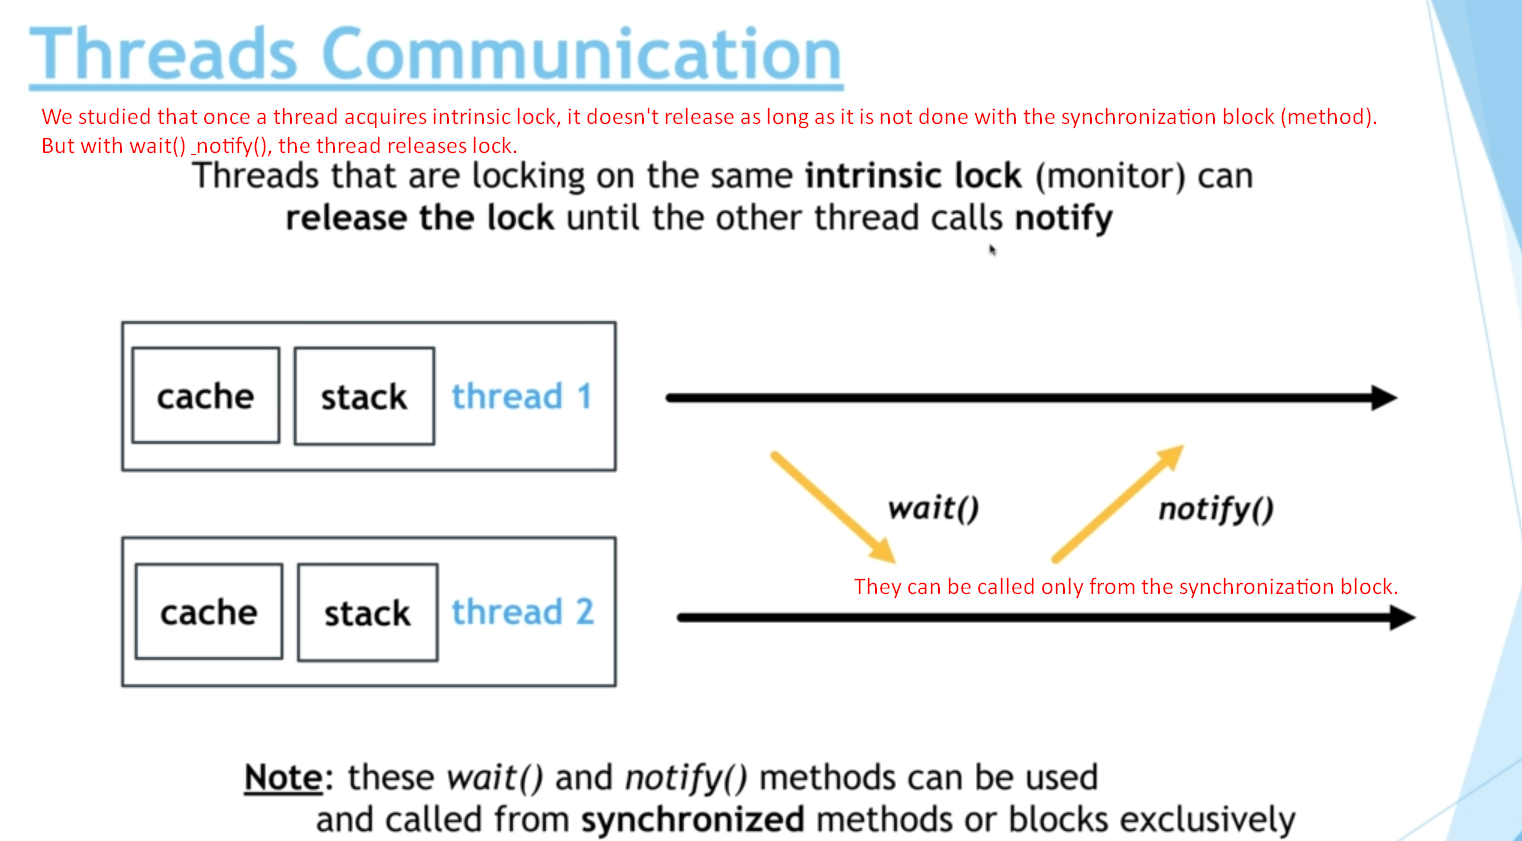 Threads Communication
We studied that once a thread acquires intrinsic lock, it doesn't release as long as it is not done with the synchronization block (method).
But with wait() _notify(), the thread releases lock.
Threads that are locking on the same intrinsic lock (monitor) can
release the lock until the other thread calls notify
cache stack thread 1
wait() notify()
They can be called only from the synchronization block.
cache stack thread 2
Note: these wait() and notify() methods can be used
and called from synchronized methods or blocks exclusively